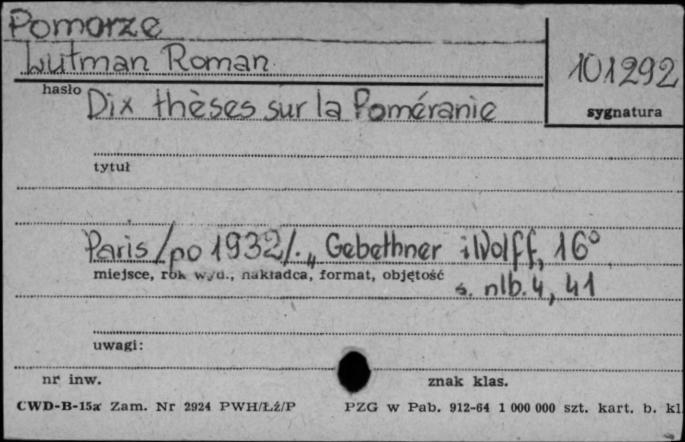 Pomorze
Lutman Roman
101292
hasło
Dix thèses sur la Poméranie
sygnatura
tytuł
Paris /po 1932/. „ Gebethner i Wolff, 16°
miejsce, rok wyd., nakładca, format, objętość
s. nlb. 4, 41
uwagi:
nr inw.
znak klas.
CWD-B-15a Zam. Nr 2924 PWH/Łź/P PZG w Pab. 912-64 1 000 000 szt. kart. b. kl